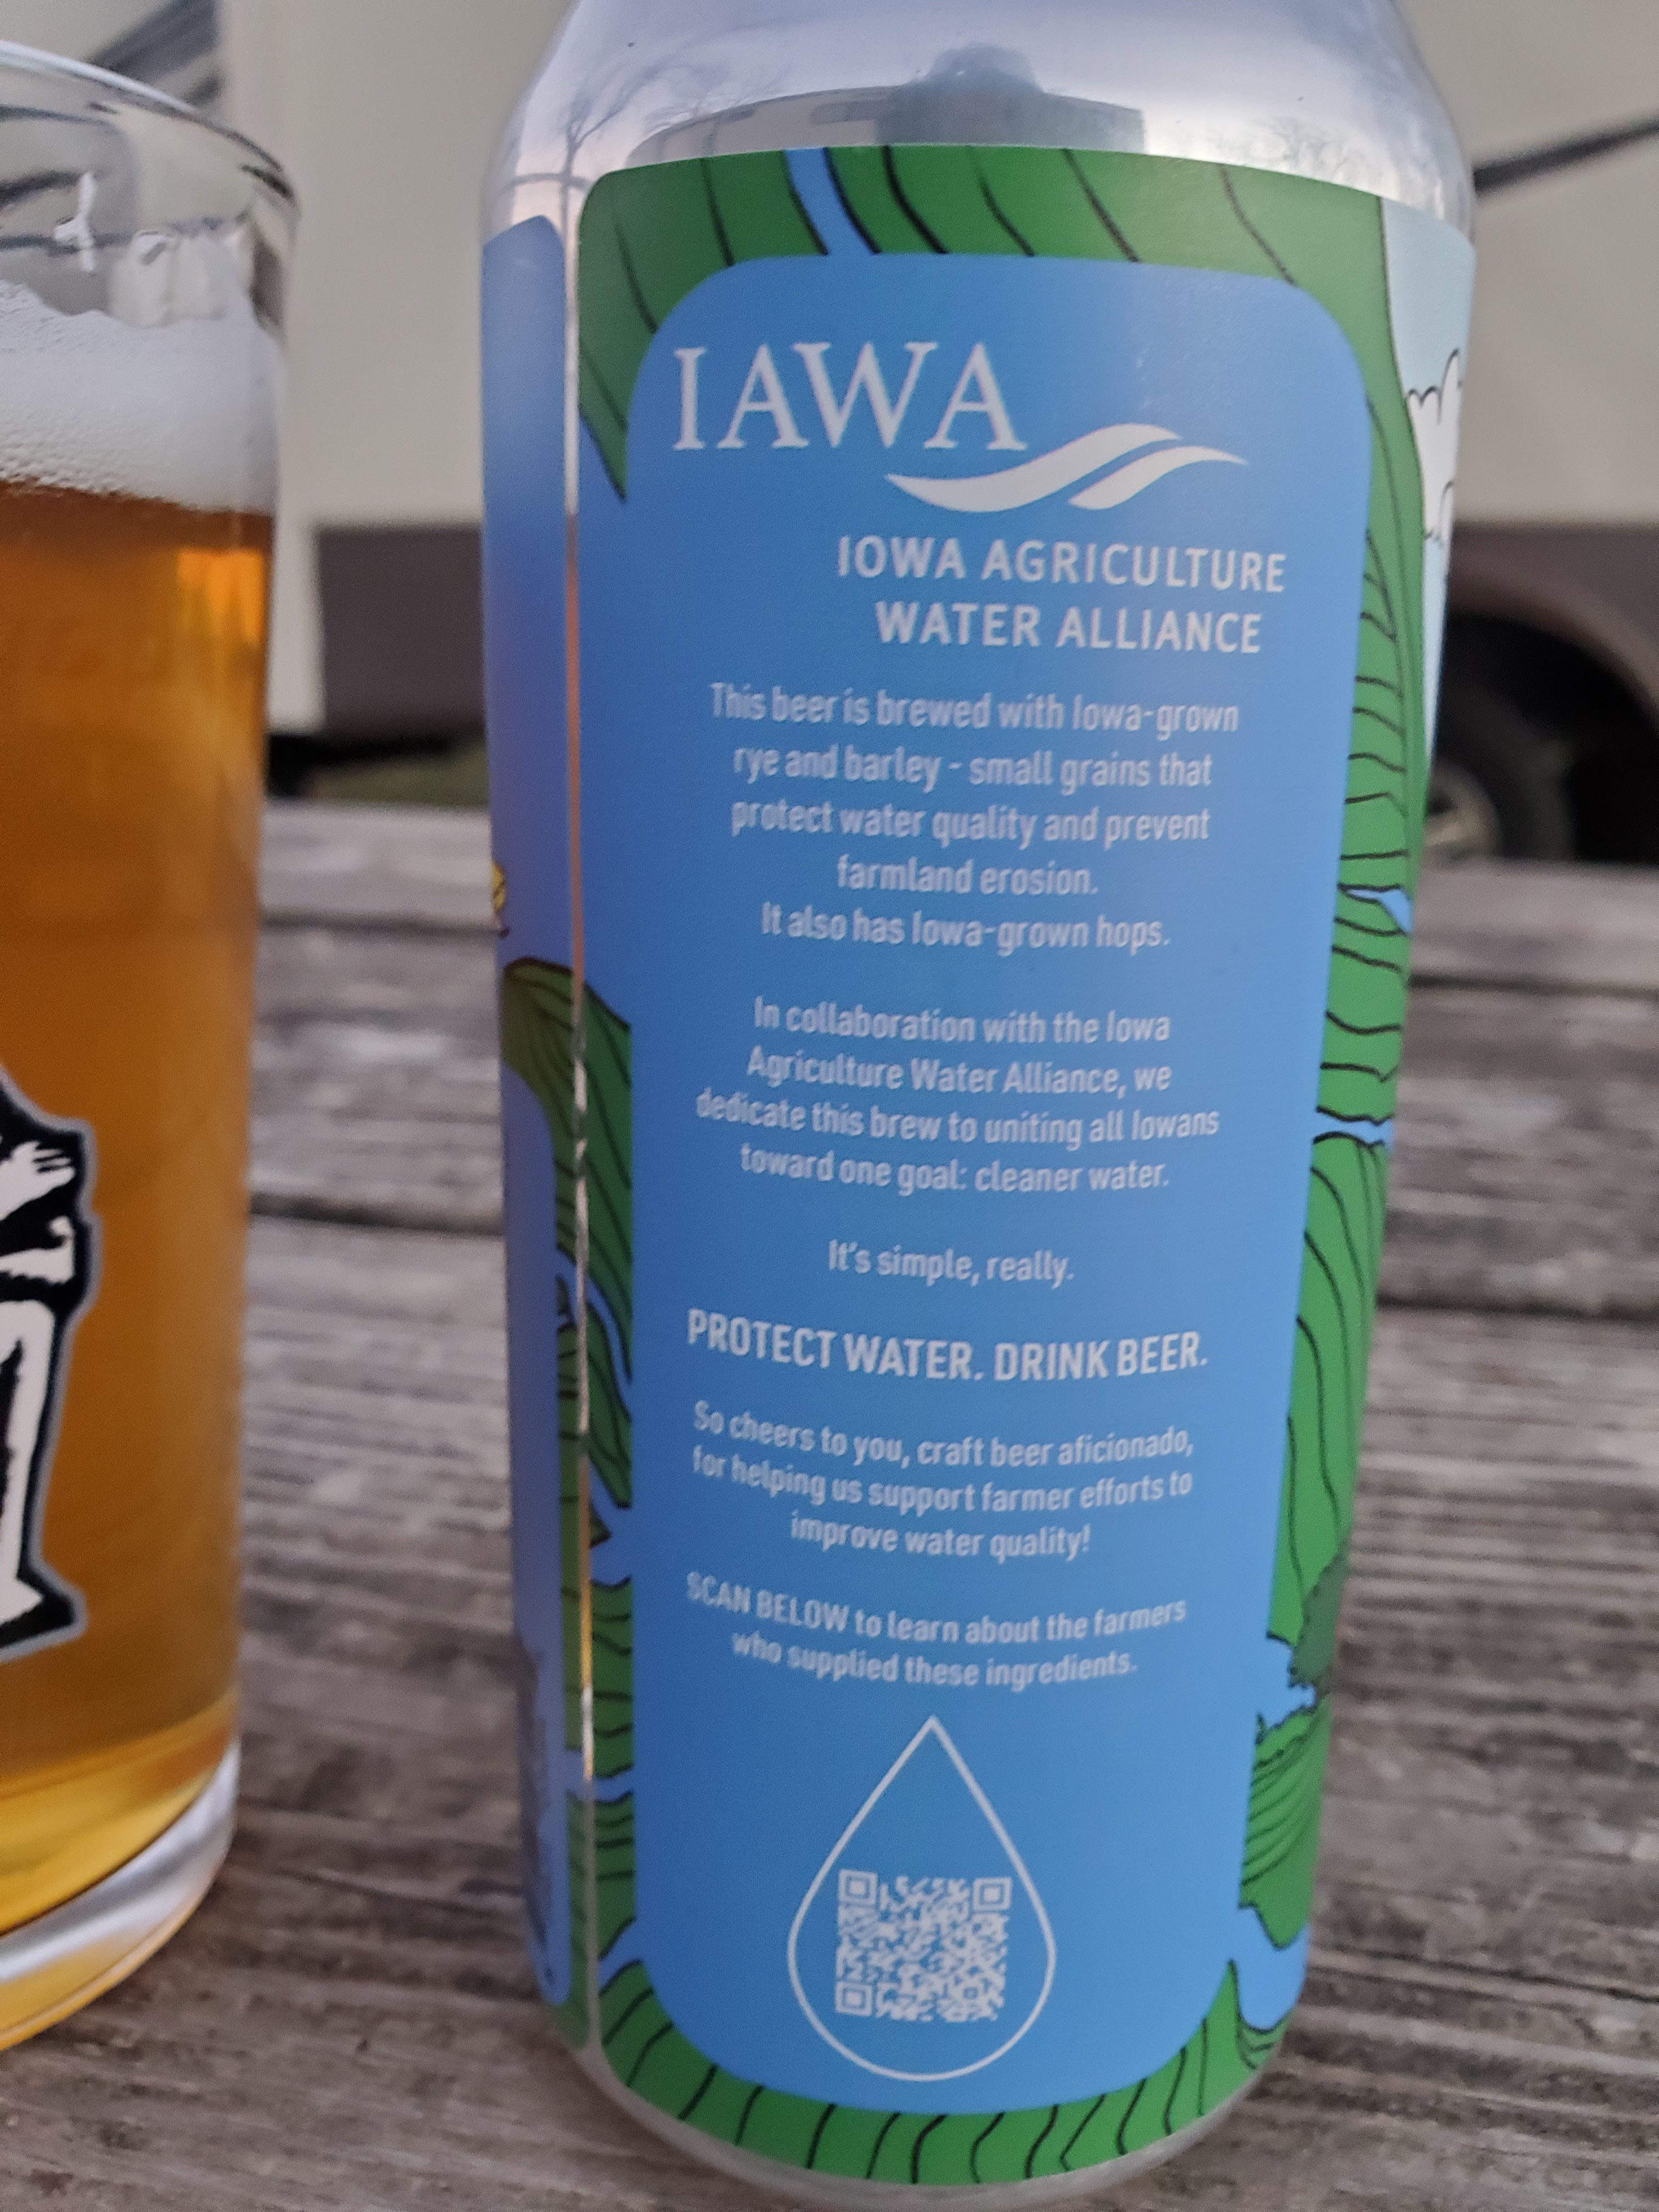 IAWA
IOWA AGRICULTURE
WATER ALLIANCE
This beer is brewed with Iowa-grown
rye and barley - small grains that
protect water quality and prevent
farmland erosion.
It also has Iowa-grown hops.
In collaboration with the Iowa
Agriculture Water Alliance, we
dedicate this brew to uniting all Iowans
toward one goal: cleaner water.
It's simple, really.
PROTECT WATER. DRINK BEER.
So cheers to you, craft beer aficionado,
for helping us support farmer efforts to
improve water quality!
SCAN BELOW to learn about the farmers
who supplied these ingredients.